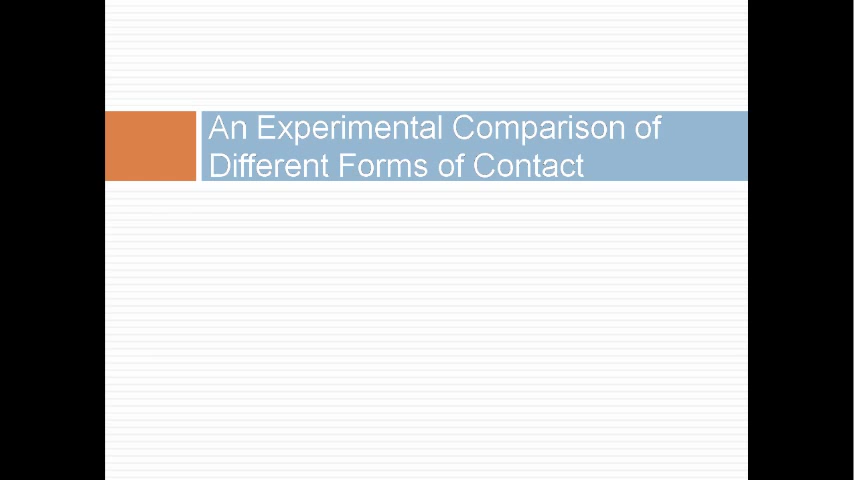 An Experimental Comparison of
Different Forms of Contact